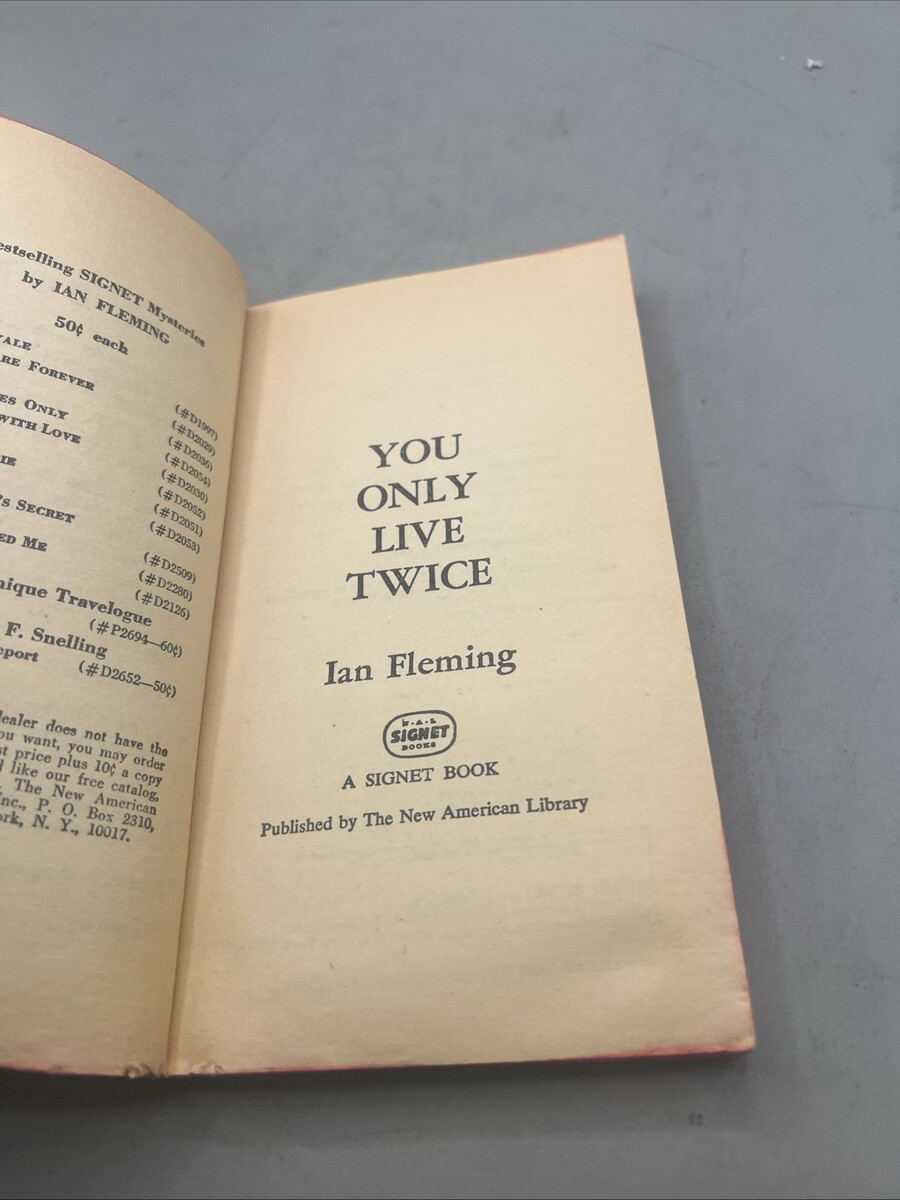 estselling SIGNET Mysteries
by IAN FLEMING
50¢ each
YALE
(#D1997)
RE FOREVER
(#D2029)
(#D2036)
ES ONLY
(#D2054)
WITH LOVE
(#D2030)
(#D2052)
IE
(#D2051)
(#D2053)
'S SECRET
(#D2509)
ED ME
(#D2280)
(#D2126)
nique Travelogue
(#P2694—60¢)
F. Snelling
eport (#D2652—50¢)
dealer does not have the
ou want, you may order
st price plus 10¢ a copy
d like our free catalog,
The New American
Inc., P. O. Box 2310,
ork, N. Y., 10017.
YOU
ONLY
LIVE
TWICE
Ian Fleming
N·A·L
SIGNET
BOOKS
A SIGNET BOOK
Published by The New American Library